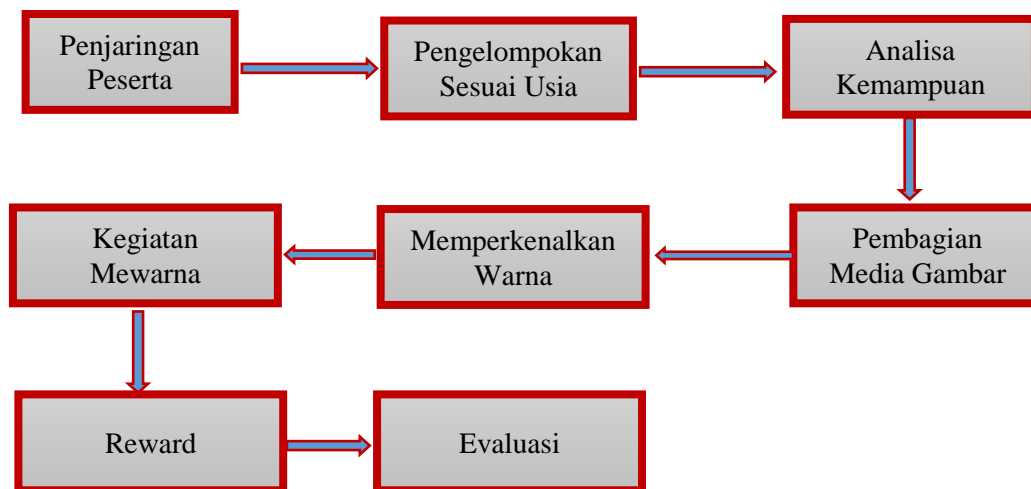 Penjaringan
Peserta
Pengelompokan
Sesuai Usia
Analisa
Kemampuan
Pembagian
Media Gambar
Memperkenalkan
Warna
Kegiatan
Mewarna
Reward
Evaluasi